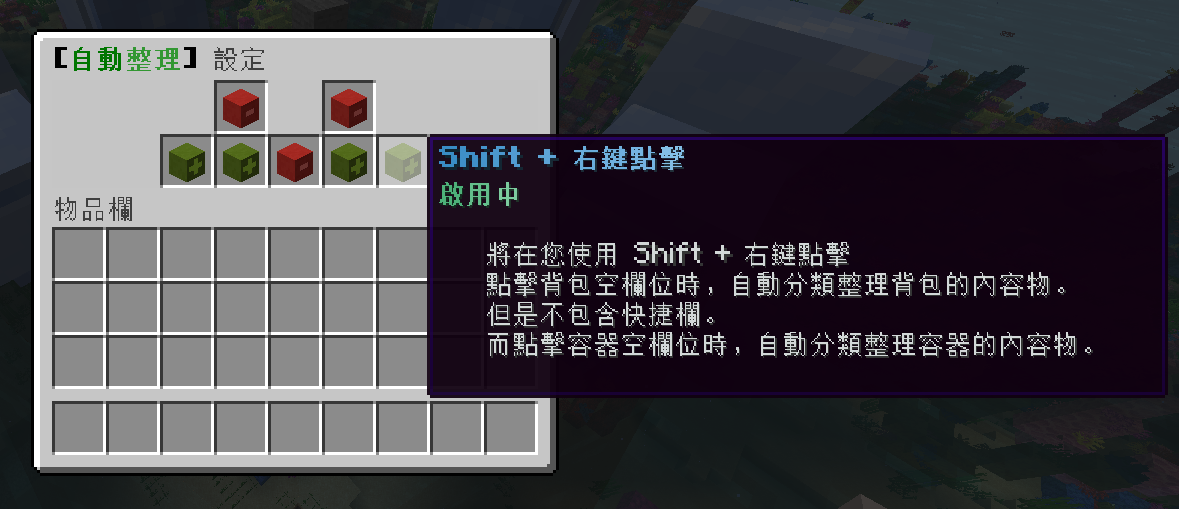 【自動整理】 設定
Shift + 右鍵點擊
啟用中
將在您使用 Shift + 右鍵點擊
點擊背包空欄位時，自動分類整理背包的內容物。
但是不包含快捷欄。
而點擊容器空欄位時，自動分類整理容器的內容物。
物品欄